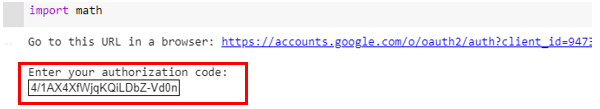 import math
Go to this URL in a browser: https://accounts.google.com/o/oauth2/auth?client_id=9473
Enter your authorization code:
4/1AX4XfWjqKQiLDbZ-Vd0n